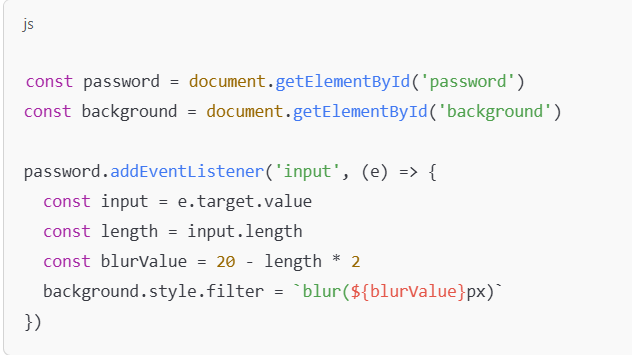 js
const password = document.getElementById('password')
const background = document.getElementById('background')
password.addEventListener('input', (e) => {
const input = e.target.value
const length = input.length
const blurValue = 20 - length * 2
background.style.filter = `blur(${blurValue}px)`
})